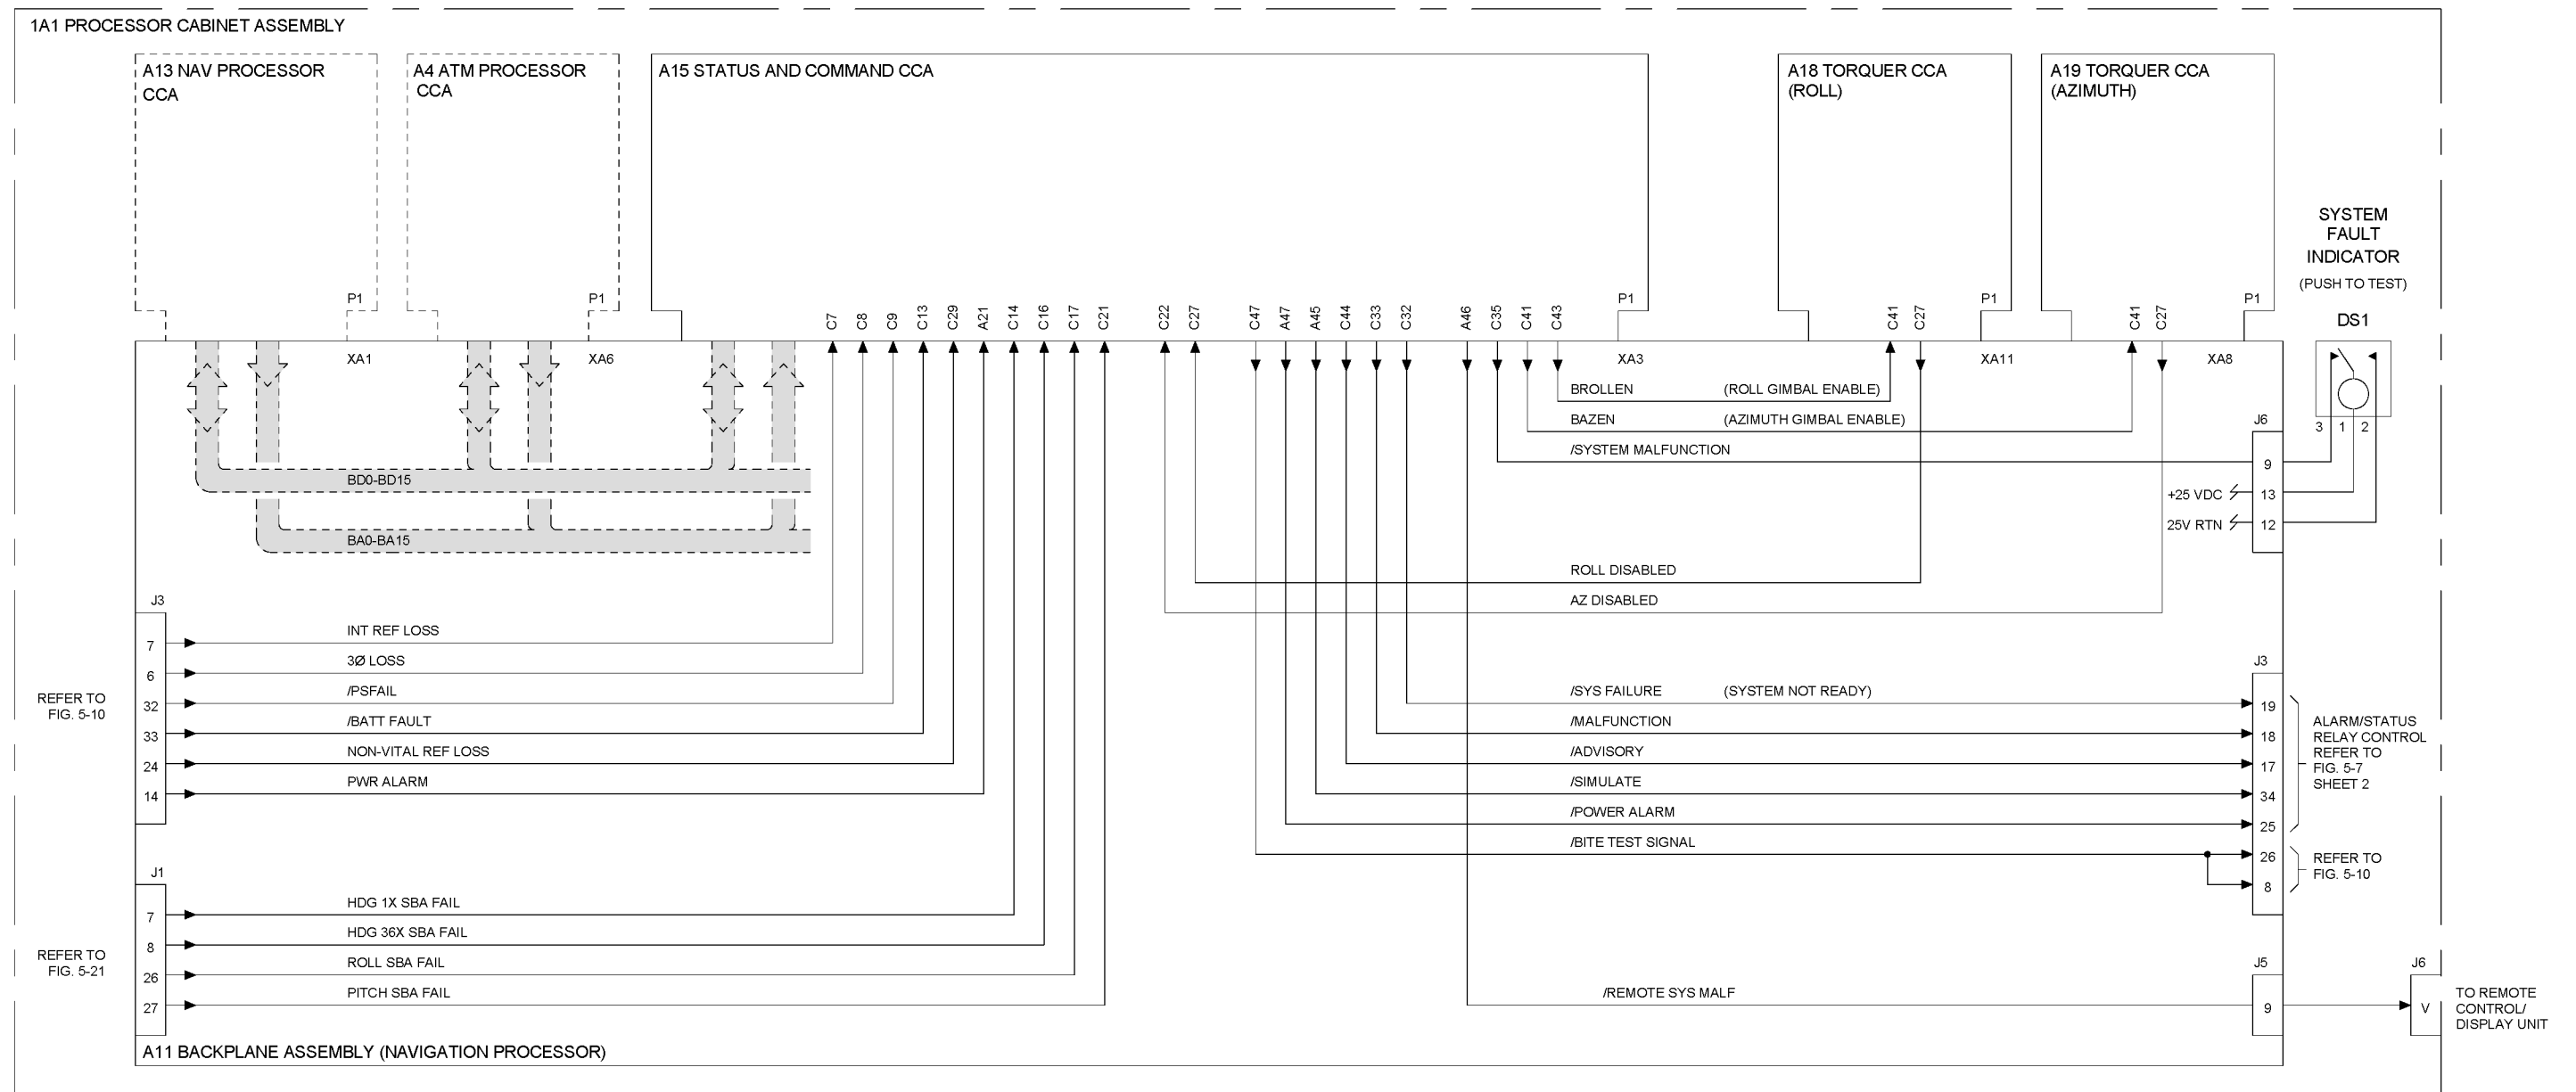 1A1 PROCESSOR CABINET ASSEMBLY
A13 NAV PROCESSOR
CCA
A4 ATM PROCESSOR
CCA
A15 STATUS AND COMMAND CCA
A18 TORQUER CCA
(ROLL)
A19 TORQUER CCA
(AZIMUTH)
SYSTEM
FAULT
INDICATOR
(PUSH TO TEST)
DS1
3 1 2
P1
P1
P1
P1
P1
C7
C8
C9
C13
C29
A21
C14
C16
C17
C21
C22
C27
C47
A47
A45
C44
C33
C32
A46
C35
C41
C43
C41
C27
C41
C27
XA1
XA6
XA3
XA11
XA8
BROLLEN (ROLL GIMBAL ENABLE)
BAZEN (AZIMUTH GIMBAL ENABLE)
/SYSTEM MALFUNCTION
J6
9
+25 VDC 13
25V RTN 12
BD0-BD15
BA0-BA15
ROLL DISABLED
AZ DISABLED
REFER TO
FIG. 5-10
J3
7 INT REF LOSS
6 3Ø LOSS
32 /PSFAIL
33 /BATT FAULT
24 NON-VITAL REF LOSS
14 PWR ALARM
J3
/SYS FAILURE (SYSTEM NOT READY) 19
/MALFUNCTION 18
/ADVISORY 17
/SIMULATE 34
/POWER ALARM 25
/BITE TEST SIGNAL 26
8
ALARM/STATUS
RELAY CONTROL
REFER TO
FIG. 5-7
SHEET 2
REFER TO
FIG. 5-10
REFER TO
FIG. 5-21
J1
7 HDG 1X SBA FAIL
8 HDG 36X SBA FAIL
26 ROLL SBA FAIL
27 PITCH SBA FAIL
/REMOTE SYS MALF
J5
9
J6
V
TO REMOTE
CONTROL/
DISPLAY UNIT
A11 BACKPLANE ASSEMBLY (NAVIGATION PROCESSOR)